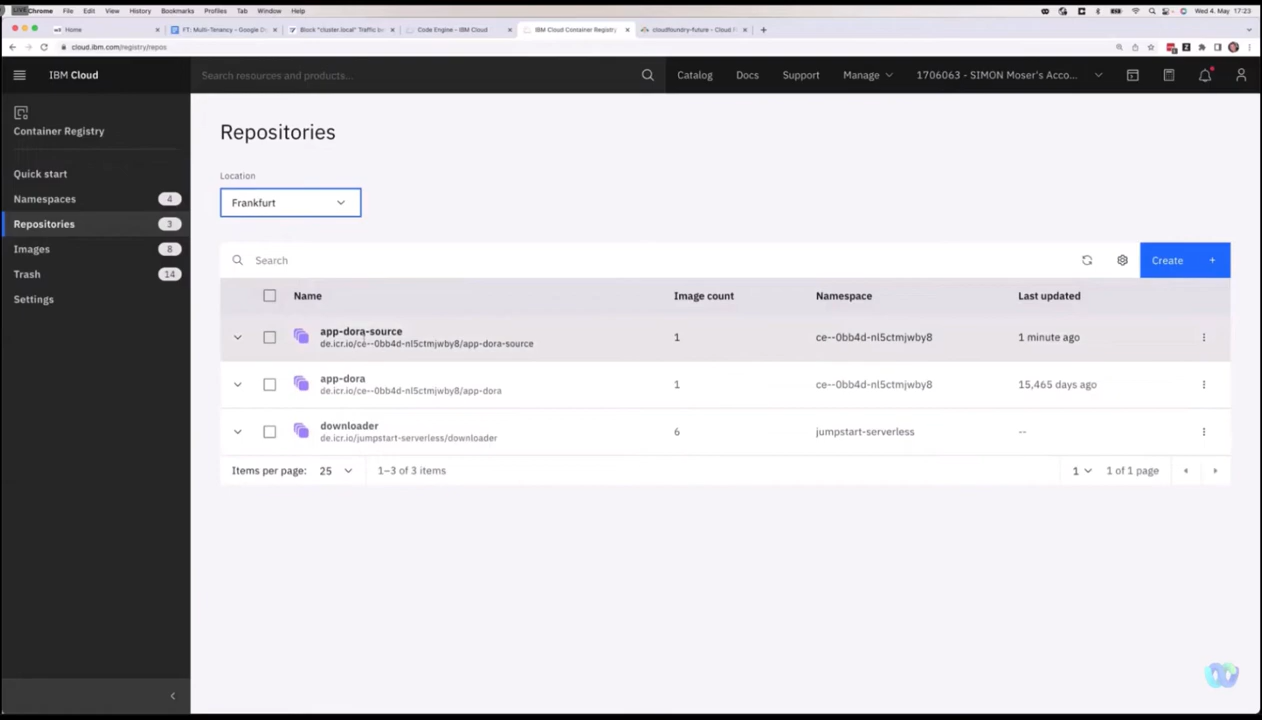 LIVE Chrome File Edit View History Bookmarks Profiles Tab Window Help Wed 4. May 17:23
Home FT: Multi-Tenancy - Google D Block "cluster.local" Traffic b Code Engine - IBM Cloud IBM Cloud Container Registry cloudfoundry-future - Cloud F
cloud.ibm.com/registry/repos
IBM Cloud Search resources and products... Catalog Docs Support Manage 1706063 - SIMON Moser's Acco...
Container Registry
Quick start
Namespaces 4
Repositories 3
Images 8
Trash 14
Settings
Repositories
Location
Frankfurt
Search Create +
Name Image count Namespace Last updated
app-dora-source
de.icr.io/ce--0bb4d-nl5ctmjwby8/app-dora-source 1 ce--0bb4d-nl5ctmjwby8 1 minute ago
app-dora
de.icr.io/ce--0bb4d-nl5ctmjwby8/app-dora 1 ce--0bb4d-nl5ctmjwby8 15,465 days ago
downloader
de.icr.io/jumpstart-serverless/downloader 6 jumpstart-serverless --
Items per page: 25 1–3 of 3 items 1 1 of 1 page